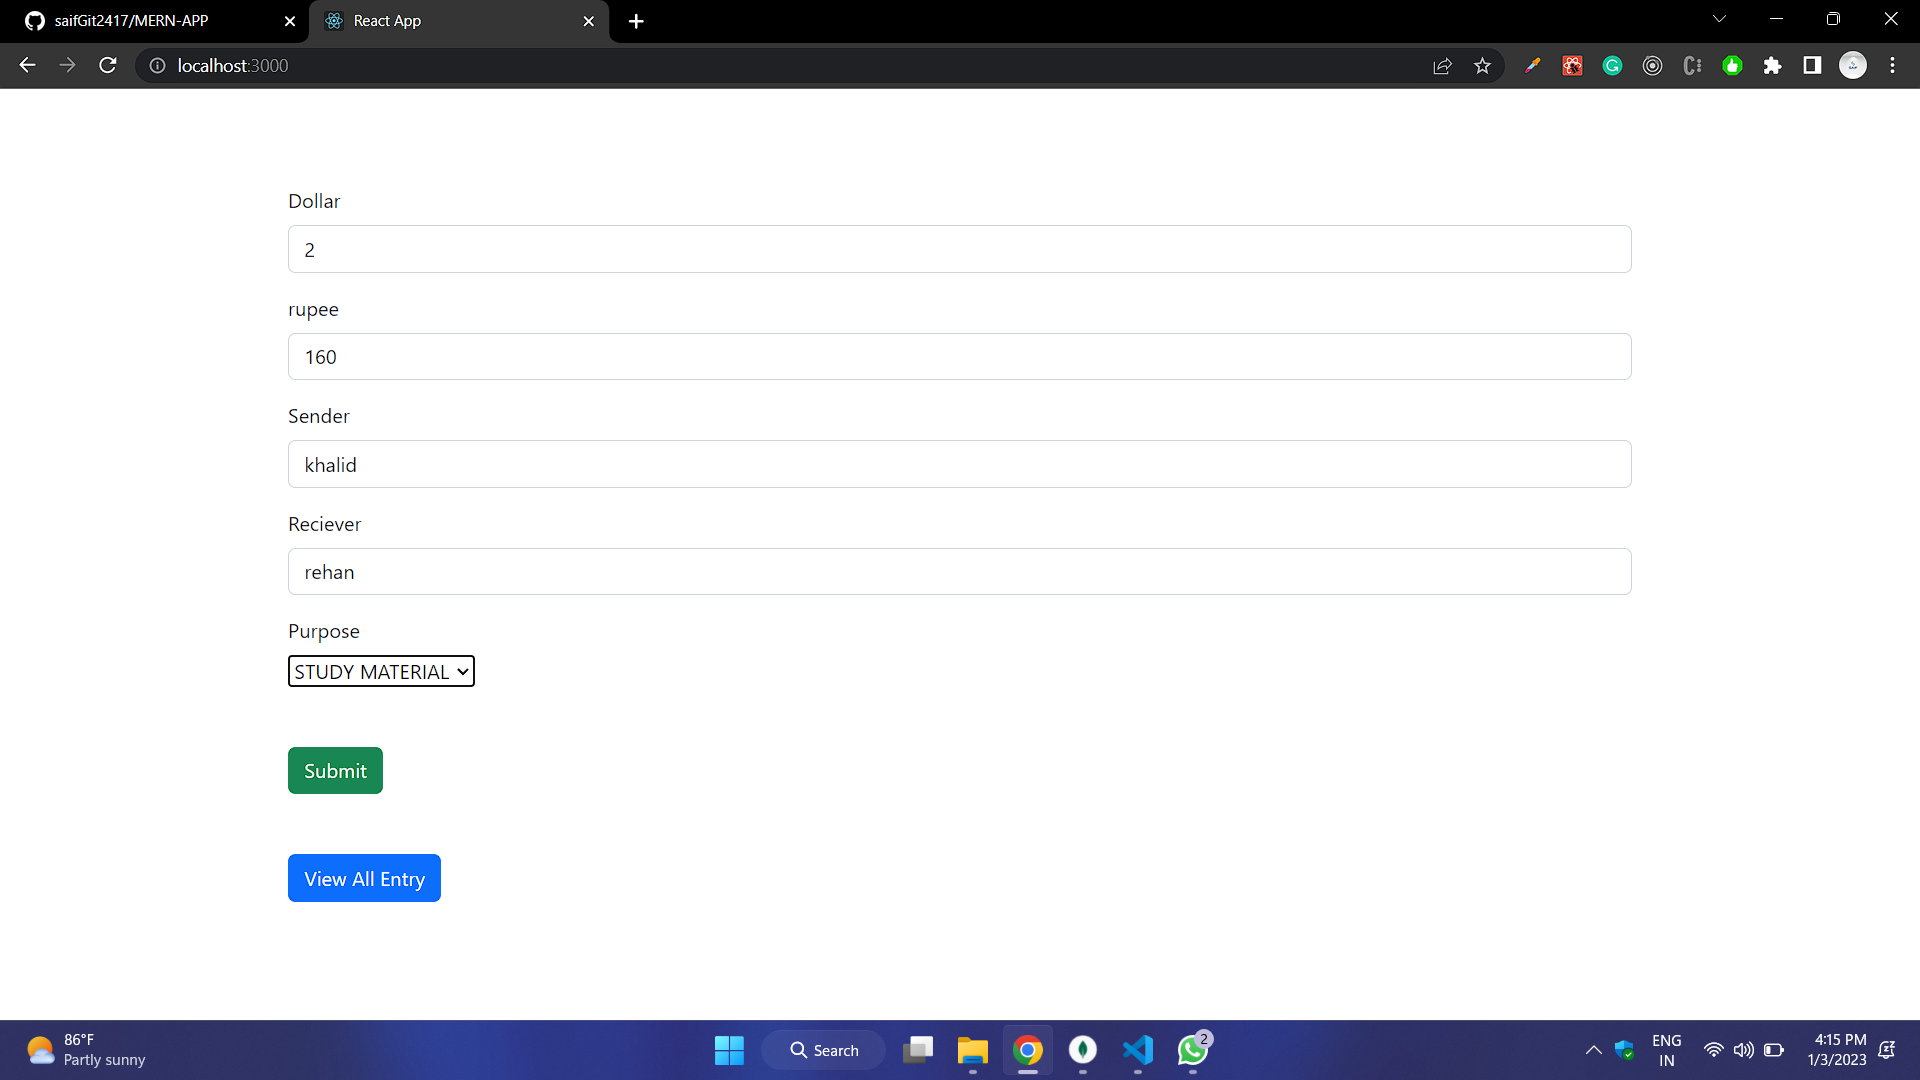 saifGit2417/MERN-APP
React App
localhost:3000
Dollar
2
rupee
160
Sender
khalid
Reciever
rehan
Purpose
STUDY MATERIAL
Submit
View All Entry
86°F
Partly sunny
Search
2
ENG
IN
4:15 PM
1/3/2023